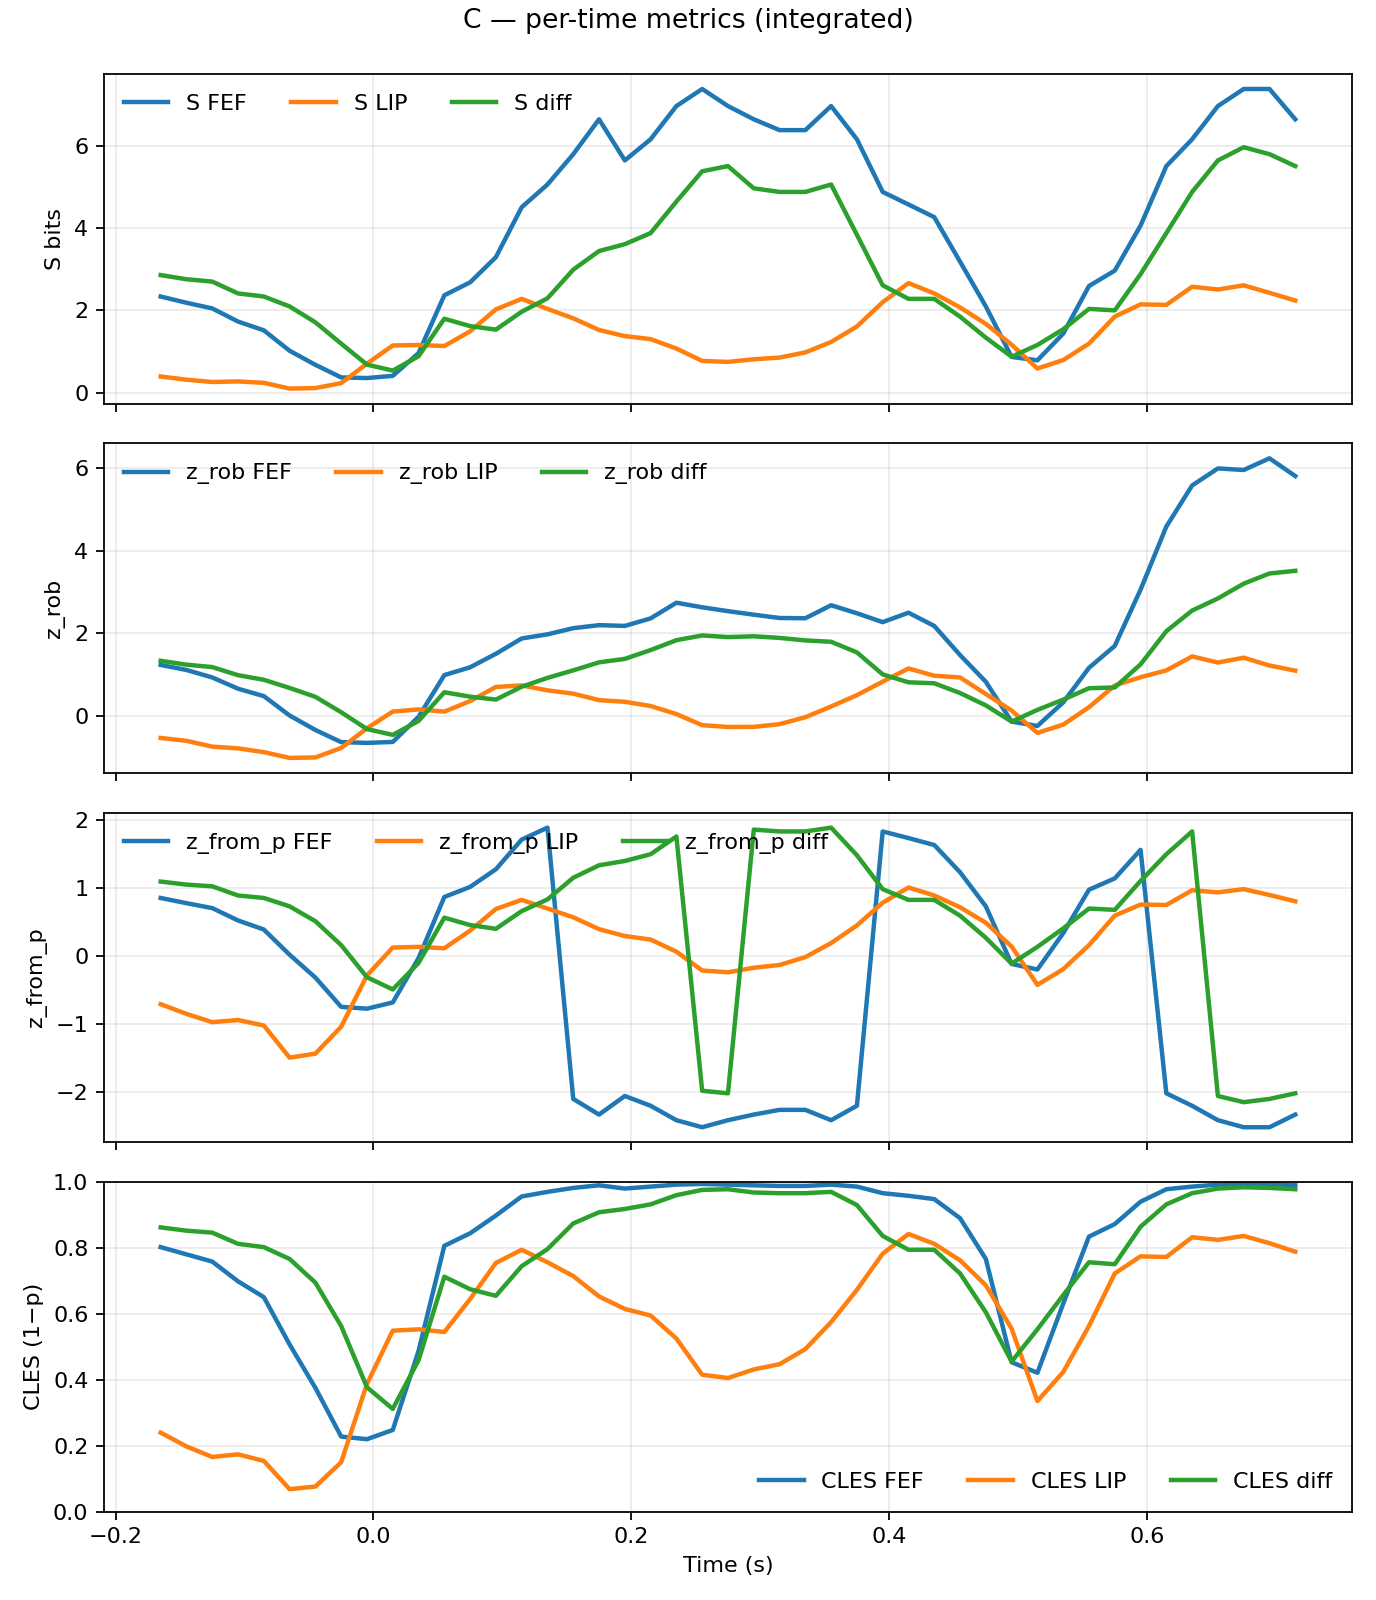 C — per-time metrics (integrated)
S FEF S LIP S diff
6
4
2
0
S bits
z_rob FEF z_rob LIP z_rob diff
6
4
2
0
z_rob
z_from_p FEF z_from_p LIP z_from_p diff
2
1
0
−1
−2
z_from_p
1.0
0.8
0.6
0.4
0.2
0.0
CLES (1−p)
CLES FEF CLES LIP CLES diff
−0.2 0.0 0.2 0.4 0.6
Time (s)